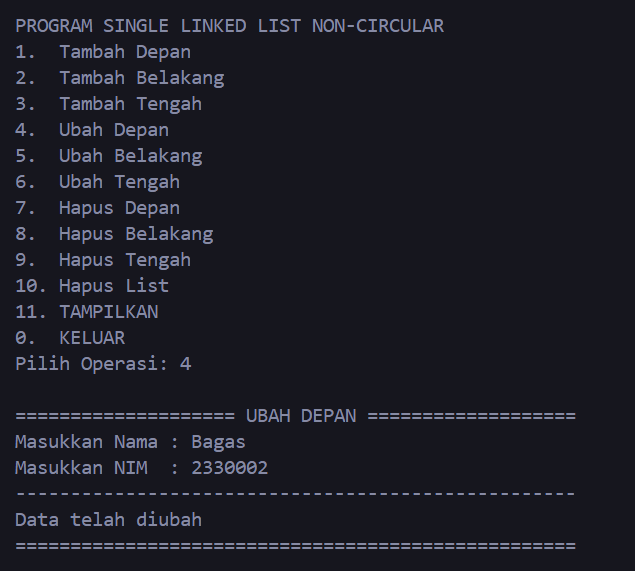 PROGRAM SINGLE LINKED LIST NON-CIRCULAR
1.  Tambah Depan
2.  Tambah Belakang
3.  Tambah Tengah
4.  Ubah Depan
5.  Ubah Belakang
6.  Ubah Tengah
7.  Hapus Depan
8.  Hapus Belakang
9.  Hapus Tengah
10. Hapus List
11. TAMPILKAN
0.  KELUAR
Pilih Operasi: 4
==================== UBAH DEPAN ===================
Masukkan Nama : Bagas
Masukkan NIM  : 2330002
---------------------------------------------------
Data telah diubah
===================================================